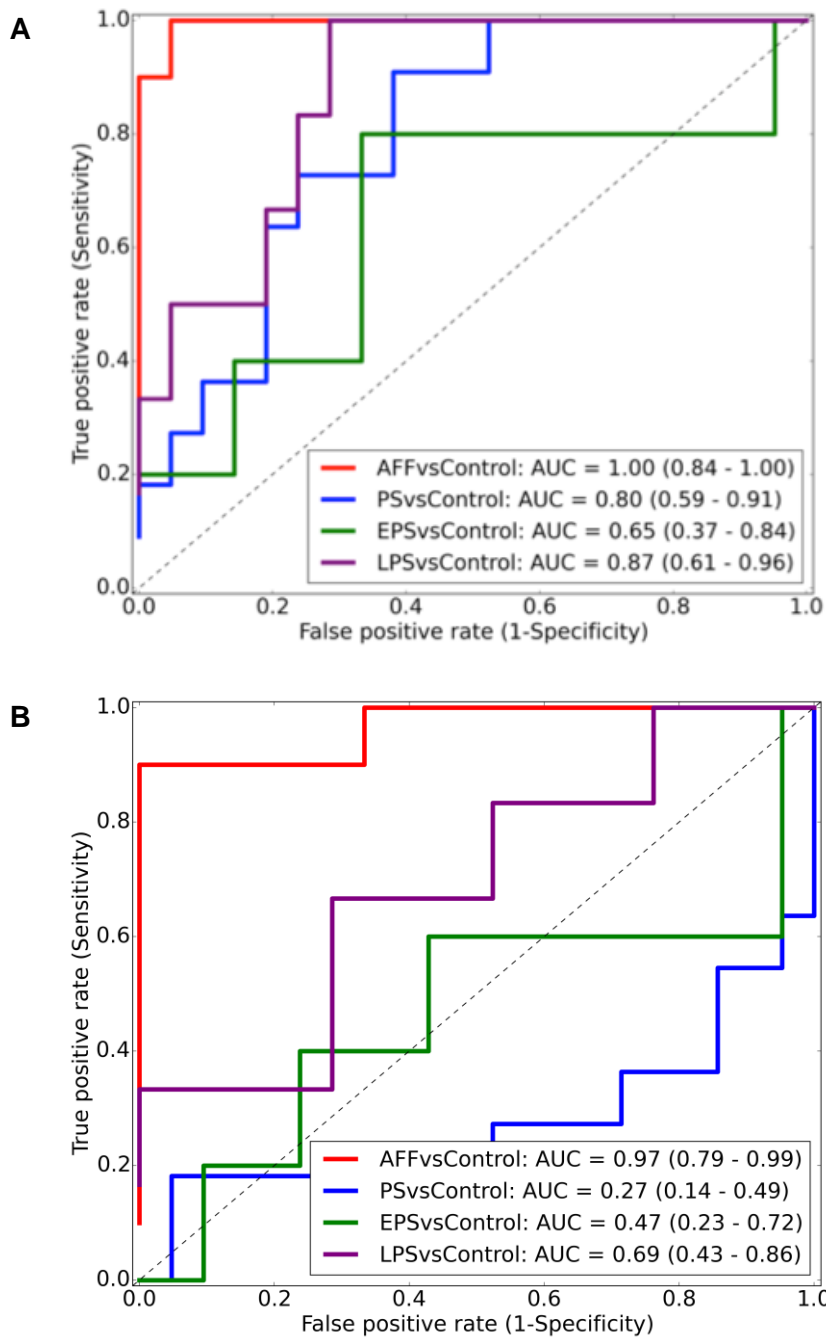 A
1.0
0.8
0.6
0.4
0.2
0.0
True positive rate (Sensitivity)
AFFvsControl: AUC = 1.00 (0.84 - 1.00)
PSvsControl: AUC = 0.80 (0.59 - 0.91)
EPSvsControl: AUC = 0.65 (0.37 - 0.84)
LPSvsControl: AUC = 0.87 (0.61 - 0.96)
0.0 0.2 0.4 0.6 0.8 1.0
False positive rate (1-Specificity)
B
1.0
0.8
0.6
0.4
0.2
0.0
True positive rate (Sensitivity)
AFFvsControl: AUC = 0.97 (0.79 - 0.99)
PSvsControl: AUC = 0.27 (0.14 - 0.49)
EPSvsControl: AUC = 0.47 (0.23 - 0.72)
LPSvsControl: AUC = 0.69 (0.43 - 0.86)
0.0 0.2 0.4 0.6 0.8 1.0
False positive rate (1-Specificity)